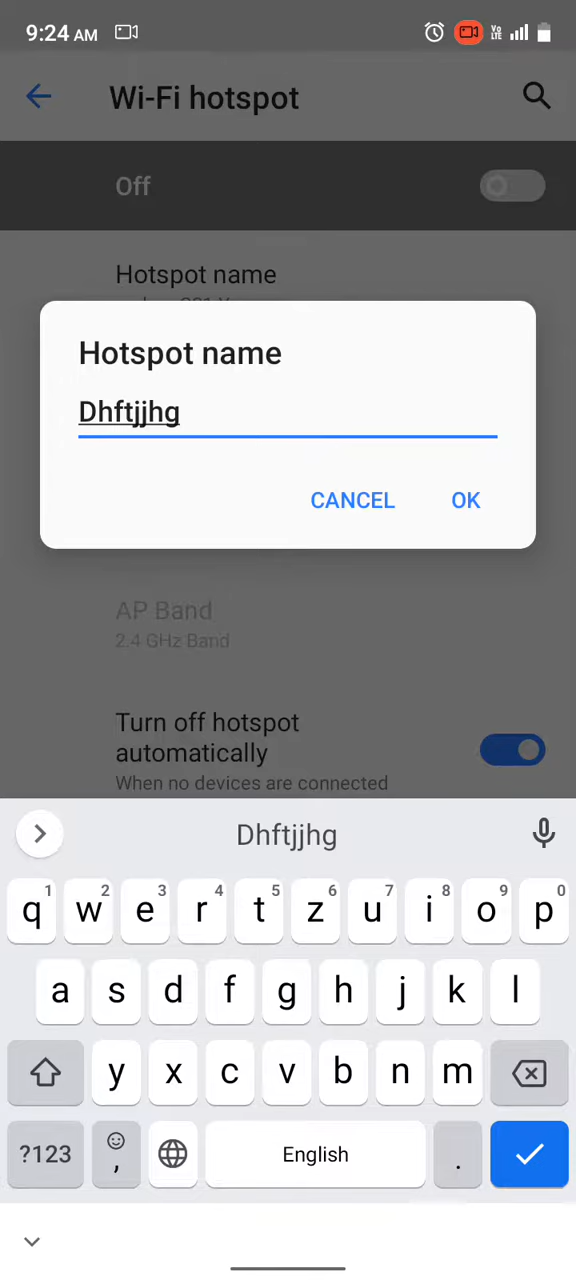 9:24 AM
VoLTE
Wi-Fi hotspot
Off
Hotspot name
Hotspot name
Dhftjjhg
CANCEL OK
AP Band
2.4 GHz Band
Turn off hotspot
automatically
When no devices are connected
Dhftjjhg
1 2 3 4 5 6 7 8 9 0
q w e r t z u i o p
a s d f g h j k l
y x c v b n m
?123 , English .